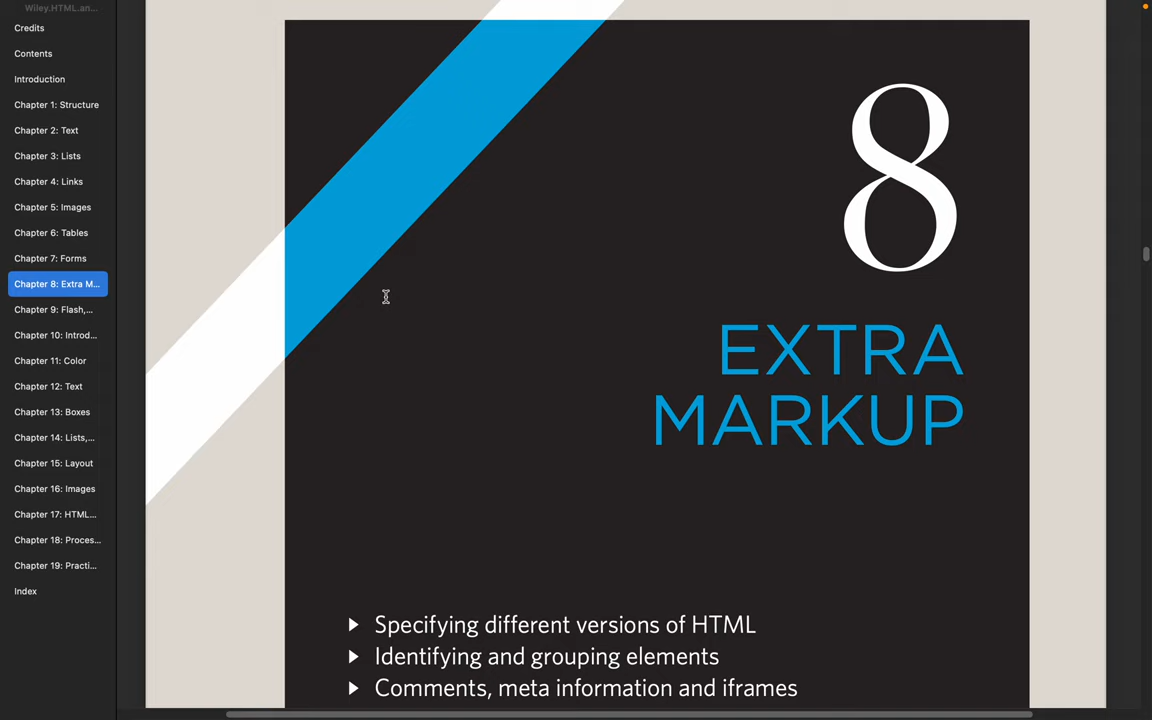 Wiley.HTML.an...
Credits
Contents
Introduction
Chapter 1: Structure
Chapter 2: Text
Chapter 3: Lists
Chapter 4: Links
Chapter 5: Images
Chapter 6: Tables
Chapter 7: Forms
Chapter 8: Extra M...
Chapter 9: Flash,...
Chapter 10: Introd...
Chapter 11: Color
Chapter 12: Text
Chapter 13: Boxes
Chapter 14: Lists,...
Chapter 15: Layout
Chapter 16: Images
Chapter 17: HTML...
Chapter 18: Proces...
Chapter 19: Practi...
Index
8
EXTRA
MARKUP
Specifying different versions of HTML
Identifying and grouping elements
Comments, meta information and iframes